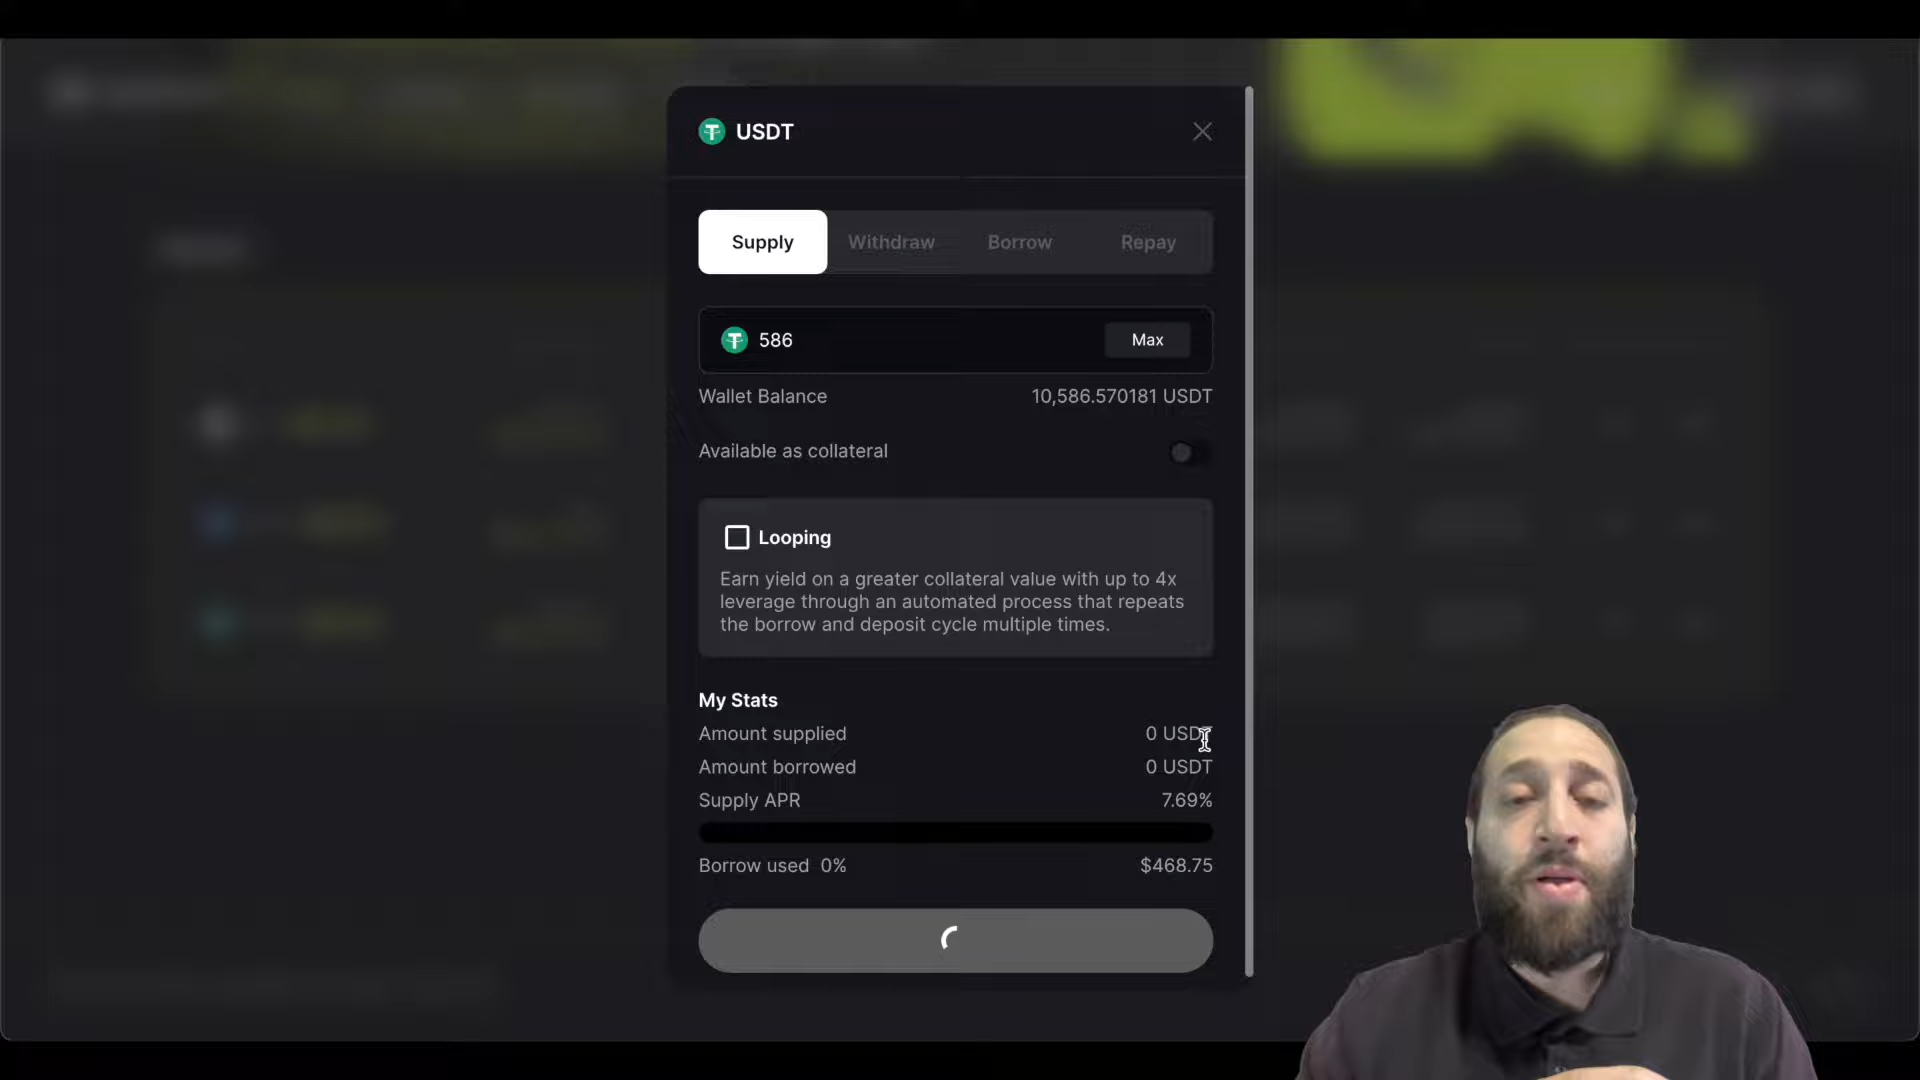 USDT
Supply Withdraw Borrow Repay
586 Max
Wallet Balance 10,586.570181 USDT
Available as collateral
Looping
Earn yield on a greater collateral value with up to 4x
leverage through an automated process that repeats
the borrow and deposit cycle multiple times.
My Stats
Amount supplied 0 USDT
Amount borrowed 0 USDT
Supply APR 7.69%
Borrow used 0% $468.75